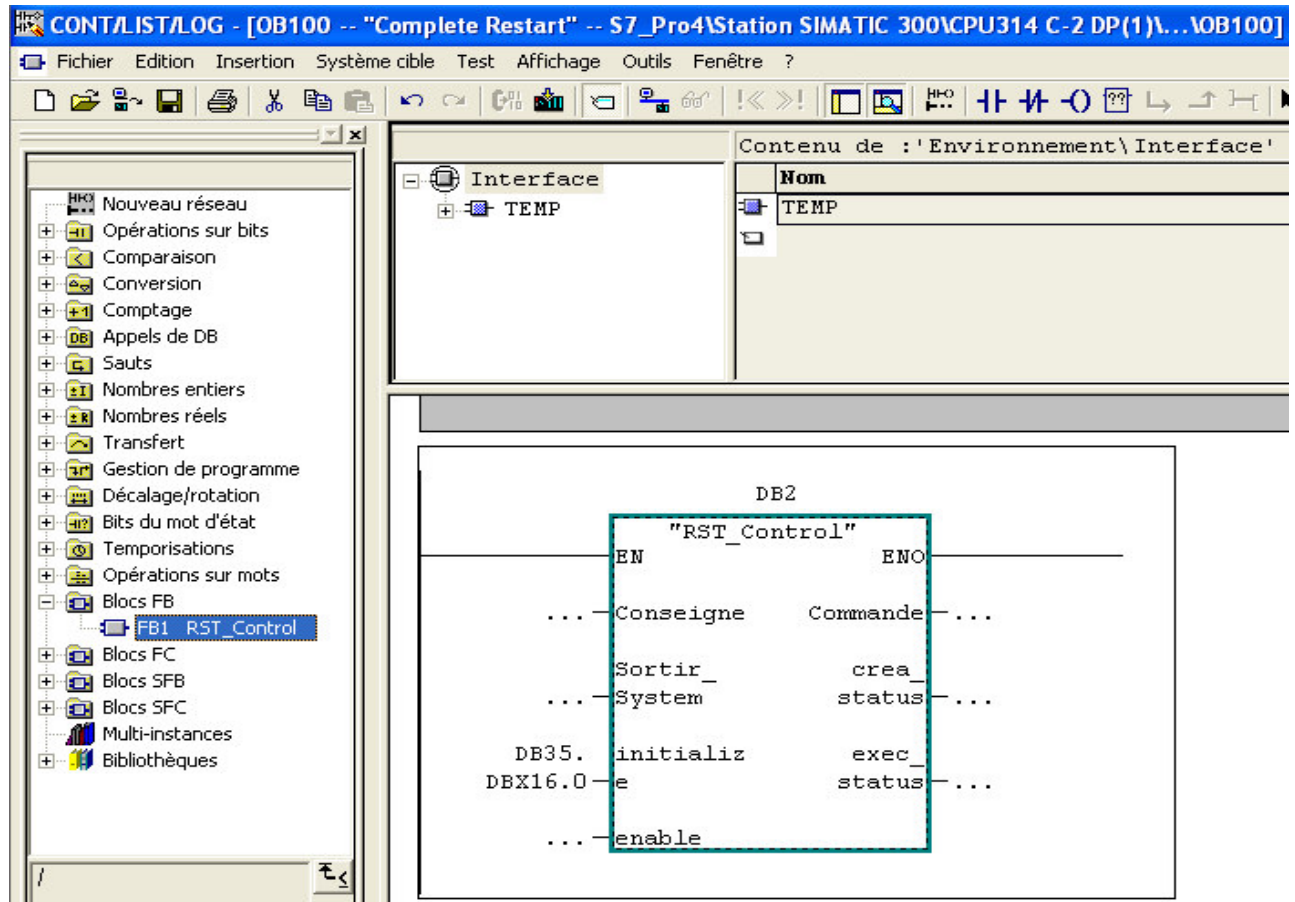 CONT/LIST/LOG - [OB100 -- "Complete Restart" -- S7_Pro4\Station SIMATIC 300\CPU314 C-2 DP(1)\...\OB100]
Fichier Edition Insertion Système cible Test Affichage Outils Fenêtre ?
Contenu de :'Environnement\Interface'
Interface
TEMP
Nom
TEMP
Nouveau réseau
Opérations sur bits
Comparaison
Conversion
Comptage
Appels de DB
Sauts
Nombres entiers
Nombres réels
Transfert
Gestion de programme
Décalage/rotation
Bits du mot d'état
Temporisations
Opérations sur mots
Blocs FB
FB1 RST_Control
Blocs FC
Blocs SFB
Blocs SFC
Multi-instances
Bibliothèques
/
DB2
"RST_Control"
EN ENO
... Conseigne Commande ...
Sortir_ crea_
... System status ...
DB35. initializ exec_
DBX16.0 e status ...
... enable